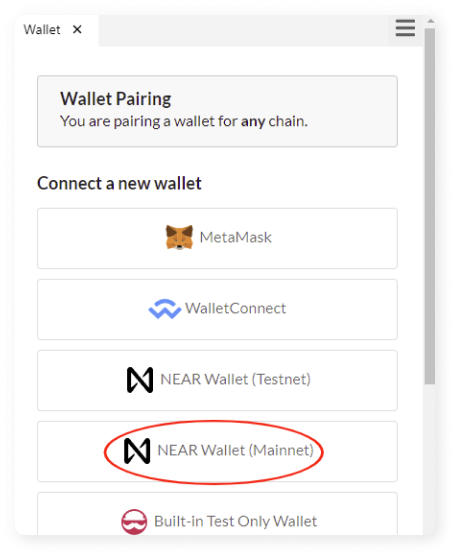 Wallet
Wallet Pairing
You are pairing a wallet for any chain.
Connect a new wallet
MetaMask
WalletConnect
NEAR Wallet (Testnet)
NEAR Wallet (Mainnet)
Built-in Test Only Wallet